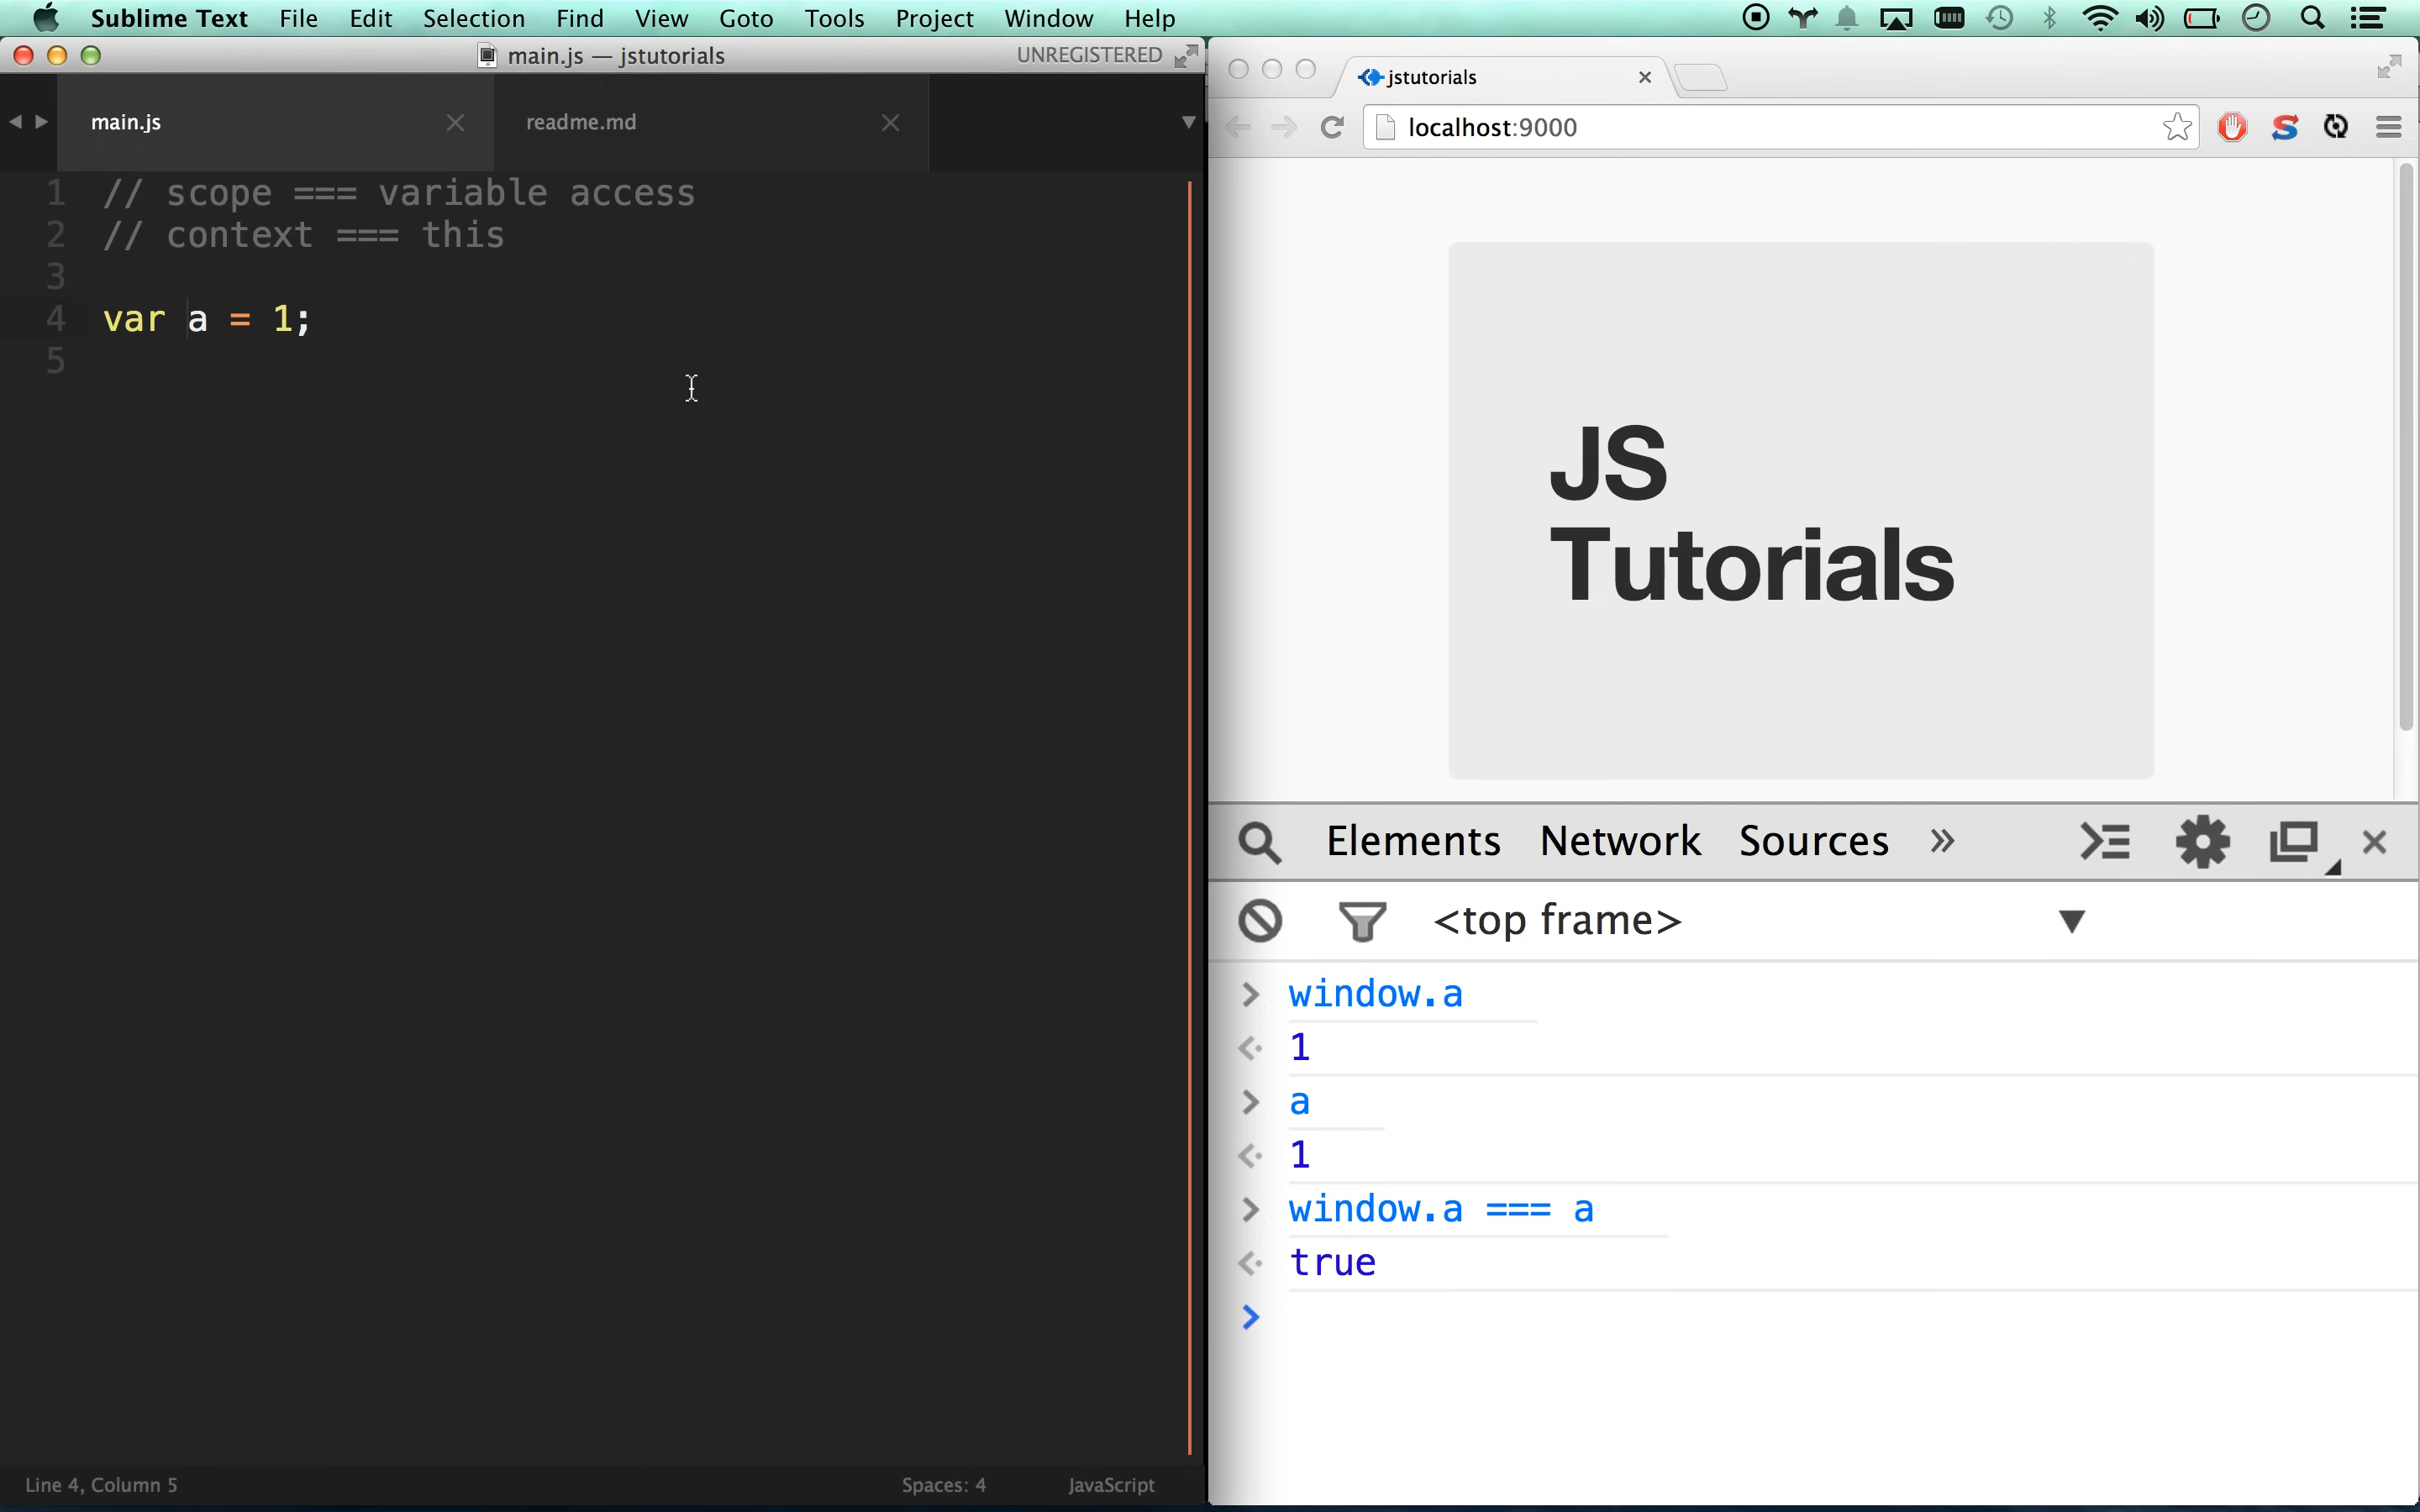 Sublime Text File Edit Selection Find View Goto Tools Project Window Help
main.js — jstutorials UNREGISTERED
main.js readme.md
1 // scope === variable access
2 // context === this
3
4 var a = 1;
5
Line 4, Column 5 Spaces: 4 JavaScript
jstutorials
localhost:9000
JS
Tutorials
Elements Network Sources »
<top frame>
> window.a
1
> a
1
> window.a === a
true
>